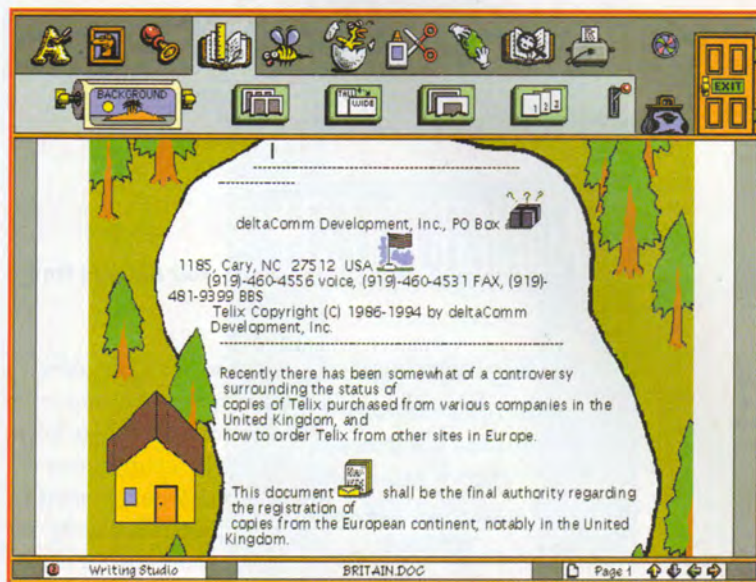 EXIT
BACKGROUND
TALL
WIDE
1 2 3
? ? ?
deltaComm Development, Inc., PO Box
1185, Cary, NC 27512 USA
(919)-460-4556 voice, (919)-460-4531 FAX, (919)-
481-9399 BBS
Telix Copyright (C) 1986-1994 by deltaComm
Development, Inc.
Recently there has been somewhat of a controversy
surrounding the status of
copies of Telix purchased from various companies in the
United Kingdom, and
how to order Telix from other sites in Europe.
This document shall be the final authority regarding
the registration of
copies from the European continent, notably in the United
Kingdom.
Writing Studio
BRITAIN.DOC
Page 1